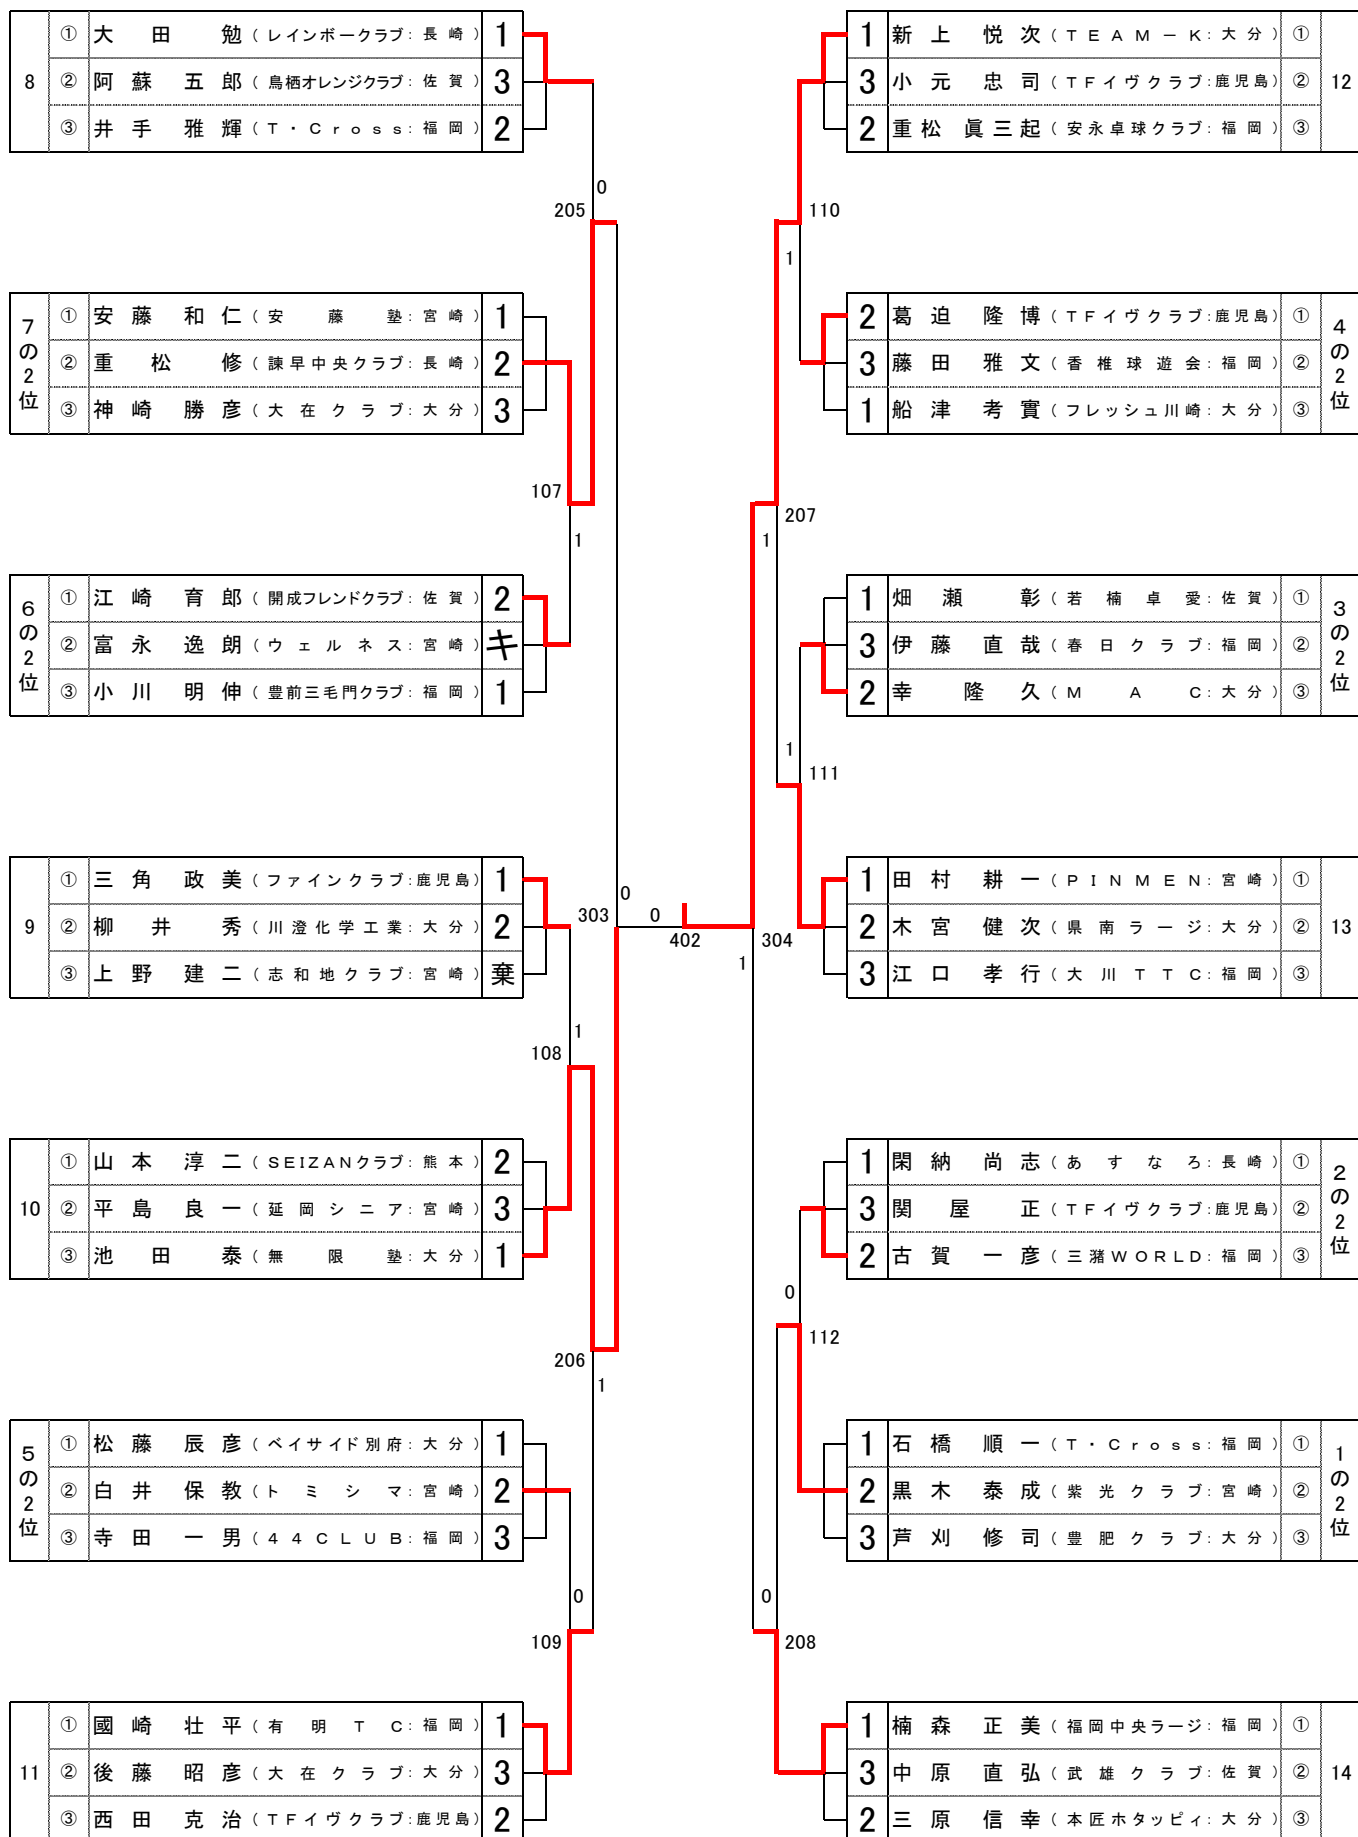 8
① 大田 勉 (レインボークラブ:長崎) 1
② 阿蘇 五郎 (鳥栖オレンジクラブ:佐賀) 3
③ 井手 雅輝 (T・Cross:福岡) 2
0
205
7の2位
① 安藤 和仁 (安藤塾:宮崎) 1
② 重松 修 (諫早中央クラブ:長崎) 2
③ 神崎 勝彦 (大在クラブ:大分) 3
107
1
6の2位
① 江崎 育郎 (開成フレンドクラブ:佐賀) 2
② 富永 逸朗 (ウェルネス:宮崎) キ
③ 小川 明伸 (豊前三毛門クラブ:福岡) 1
9
① 三角 政美 (ファインクラブ:鹿児島) 1
② 柳井 秀 (川澄化学工業:大分) 2
③ 上野 建二 (志和地クラブ:宮崎) 棄
303
0
0
402
1
108
10
① 山本 淳二 (SEIZANクラブ:熊本) 2
② 平島 良一 (延岡シニア:宮崎) 3
③ 池田 泰 (無限塾:大分) 1
206
1
5の2位
① 松藤 辰彦 (ベイサイド別府:大分) 1
② 白井 保教 (トミシマ:宮崎) 2
③ 寺田 一男 (44CLUB:福岡) 3
0
109
11
① 國崎 壮平 (有明TC:福岡) 1
② 後藤 昭彦 (大在クラブ:大分) 3
③ 西田 克治 (TFイヴクラブ:鹿児島) 2
1 新上 悦次 (TEAM－K:大分) ①
3 小元 忠司 (TFイヴクラブ:鹿児島) ②
2 重松 眞三起 (安永卓球クラブ:福岡) ③
12
110
1
2 葛迫 隆博 (TFイヴクラブ:鹿児島) ①
3 藤田 雅文 (香椎球遊会:福岡) ②
1 船津 考實 (フレッシュ川崎:大分) ③
4の2位
207
1
1 畑瀬 彰 (若楠卓愛:佐賀) ①
3 伊藤 直哉 (春日クラブ:福岡) ②
2 幸 隆久 (MAC:大分) ③
3の2位
1
111
1 田村 耕一 (PINMEN:宮崎) ①
2 木宮 健次 (県南ラージ:大分) ②
3 江口 孝行 (大川TTC:福岡) ③
13
304
1
1 閑納 尚志 (あすなろ:長崎) ①
3 関屋 正 (TFイヴクラブ:鹿児島) ②
2 古賀 一彦 (三潴WORLD:福岡) ③
2の2位
0
112
1 石橋 順一 (T・Cross:福岡) ①
2 黒木 泰成 (紫光クラブ:宮崎) ②
3 芦刈 修司 (豊肥クラブ:大分) ③
1の2位
0
208
1 楠森 正美 (福岡中央ラージ:福岡) ①
3 中原 直弘 (武雄クラブ:佐賀) ②
2 三原 信幸 (本匠ホタッピィ:大分) ③
14